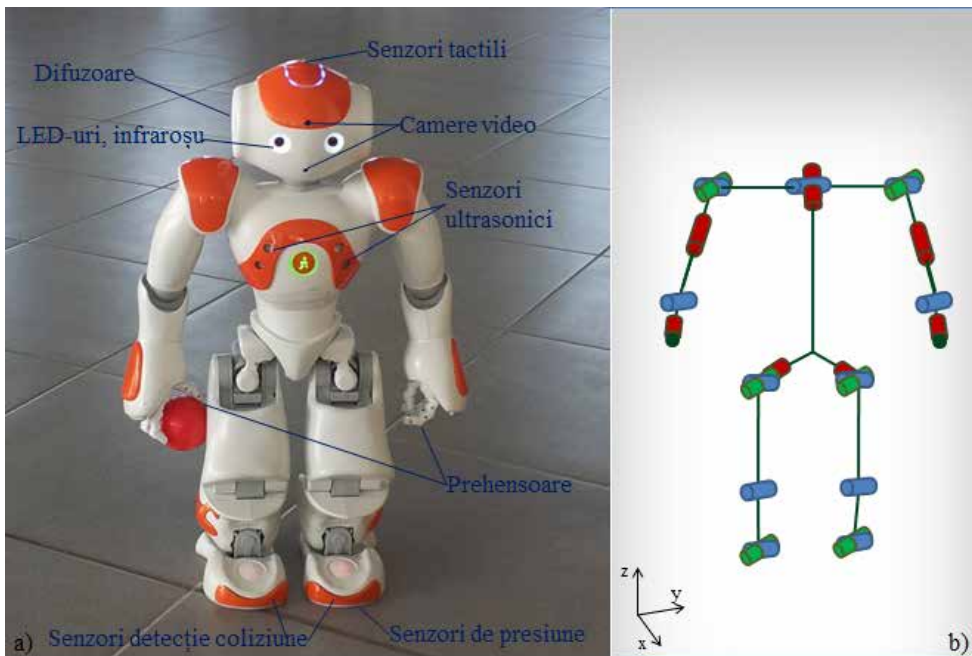 Senzori tactili
Difuzoare
LED-uri, infraroșu
Camere video
Senzori
ultrasonici
Prehensoare
Senzori detecție coliziune
Senzori de presiune
a)
z
y
x
b)